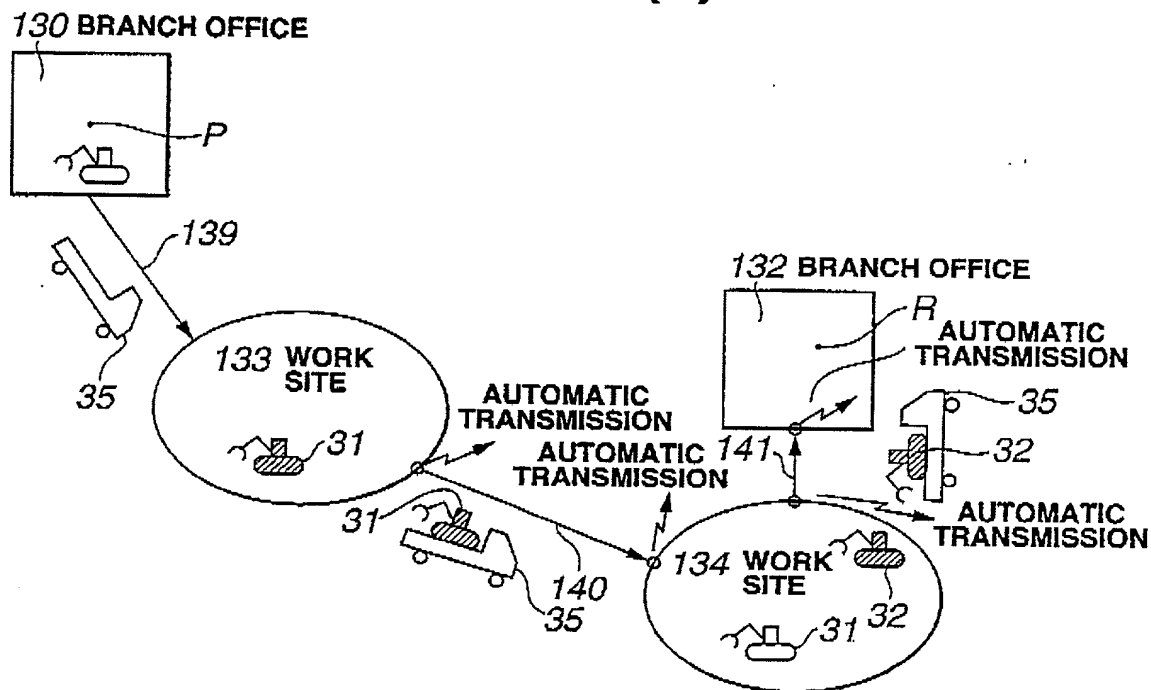 130 BRANCH OFFICE
P
139
35
133 WORK
SITE
31
AUTOMATIC
TRANSMISSION
132 BRANCH OFFICE
R
AUTOMATIC
TRANSMISSION
35
32
141
AUTOMATIC
TRANSMISSION
31
140
35
AUTOMATIC
TRANSMISSION
134 WORK
SITE
32
31